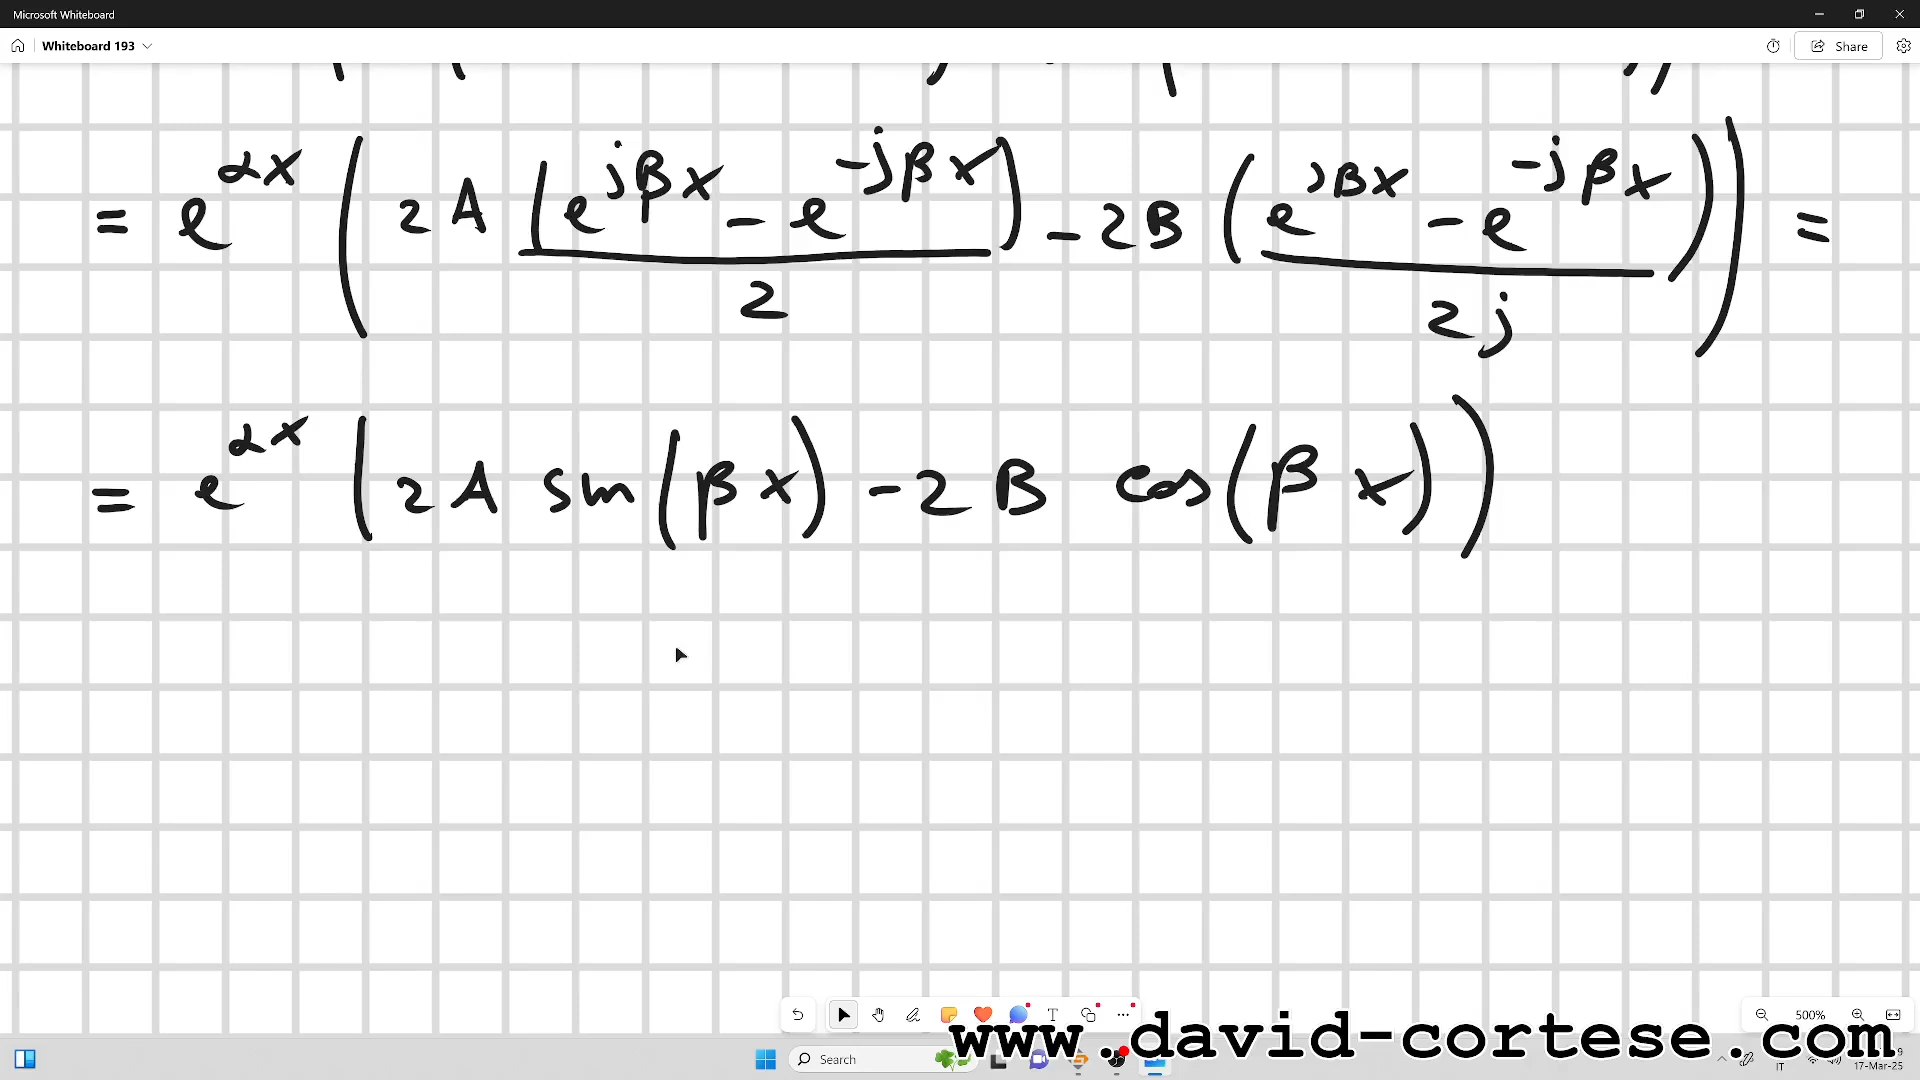 Microsoft Whiteboard
Whiteboard 193
Share
= e^{αx} ( 2A (e^{jβx} - e^{-jβx}) / 2 - 2B (e^{jβx} - e^{-jβx}) / 2j ) =
= e^{αx} ( 2A sin(βx) - 2B cos(βx) )
500%
Search
www.david-cortese.com
IT
17-Mar-25